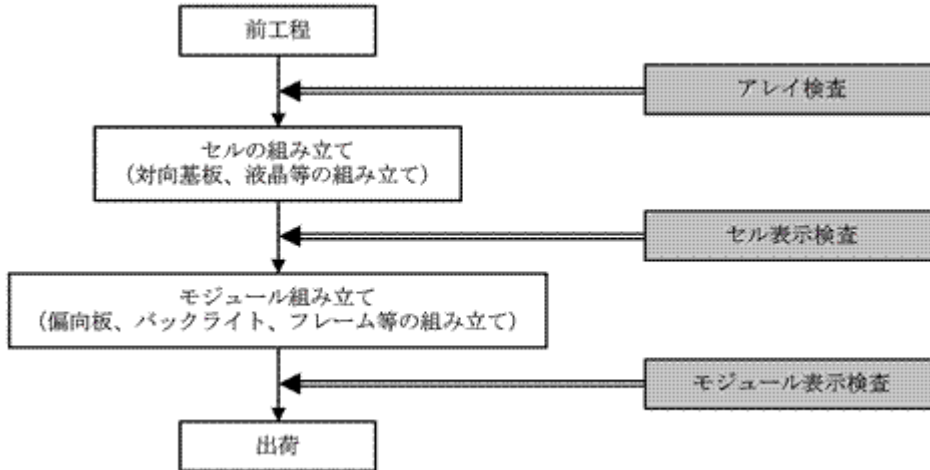 前工程
アレイ検査
セルの組み立て
(対向基板、液晶等の組み立て)
セル表示検査
モジュール組み立て
(偏向板、バックライト、フレーム等の組み立て)
モジュール表示検査
出荷